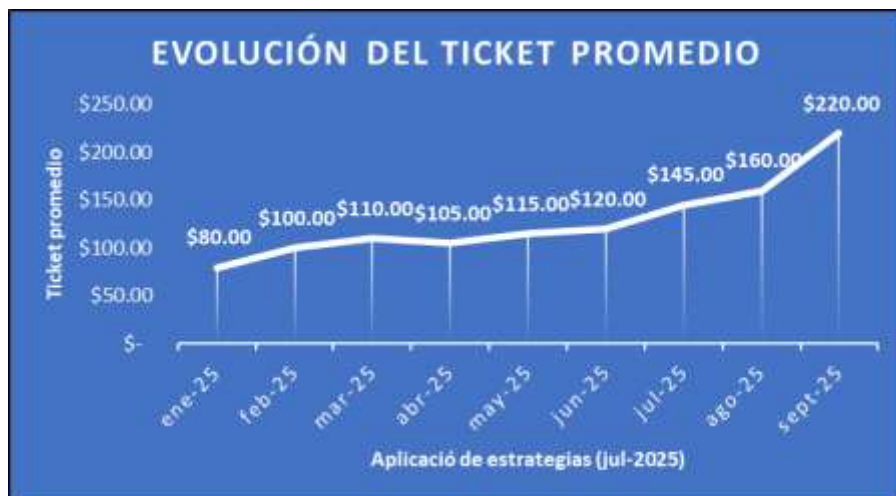 EVOLUCIÓN DEL TICKET PROMEDIO
$250.00
$200.00
$150.00
$100.00
$50.00
$-
Ticket promedio
$80.00
$100.00
$110.00
$105.00
$115.00
$120.00
$145.00
$160.00
$220.00
ene-25
feb-25
mar-25
abr-25
may-25
jun-25
jul-25
ago-25
sept-25
Aplicació de estrategias (jul-2025)